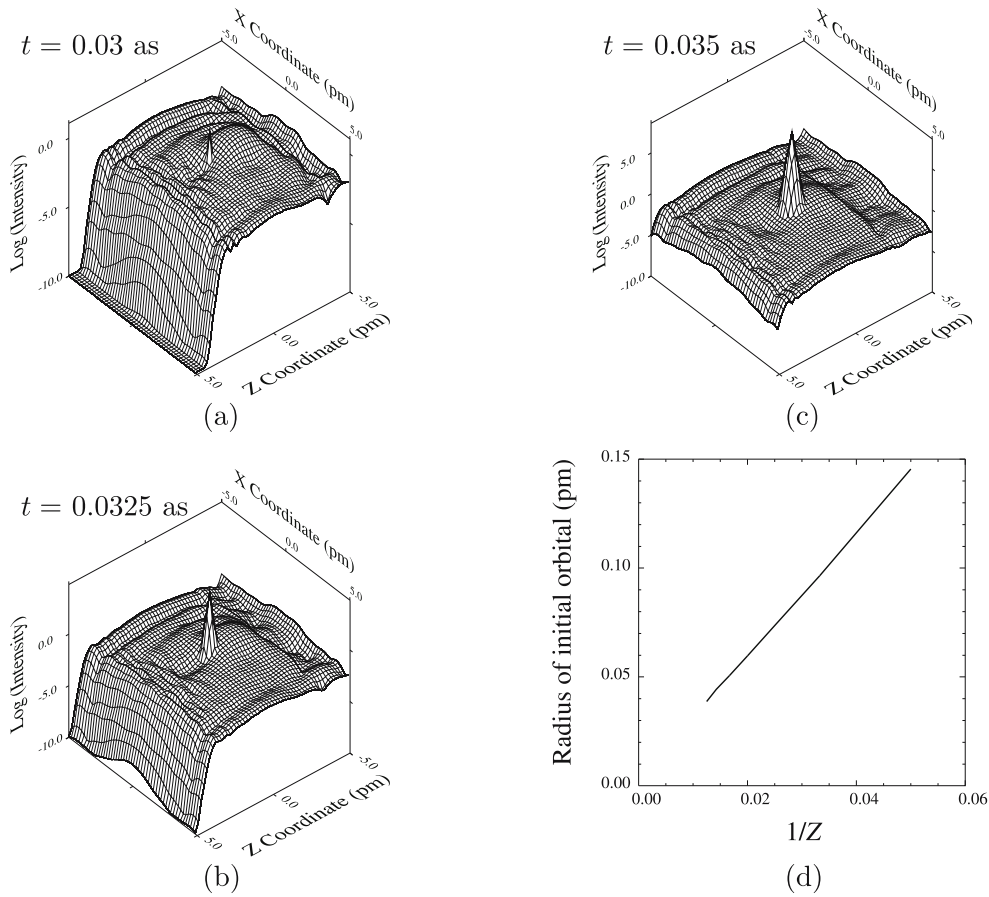 t = 0.03 as
X Coordinate (pm)
-5.0
0.0
5.0
Log (Intensity)
0.0
-5.0
-10.0
-5.0
0.0
5.0
Z Coordinate (pm)
(a)
t = 0.035 as
X Coordinate (pm)
-5.0
0.0
5.0
Log (Intensity)
5.0
0.0
-5.0
-10.0
-5.0
0.0
5.0
Z Coordinate (pm)
(c)
t = 0.0325 as
X Coordinate (pm)
-5.0
0.0
5.0
Log (Intensity)
0.0
-5.0
-10.0
-5.0
0.0
5.0
Z Coordinate (pm)
(b)
Radius of initial orbital (pm)
0.15
0.10
0.05
0.00
0.00 0.02 0.04 0.06
1/Z
(d)